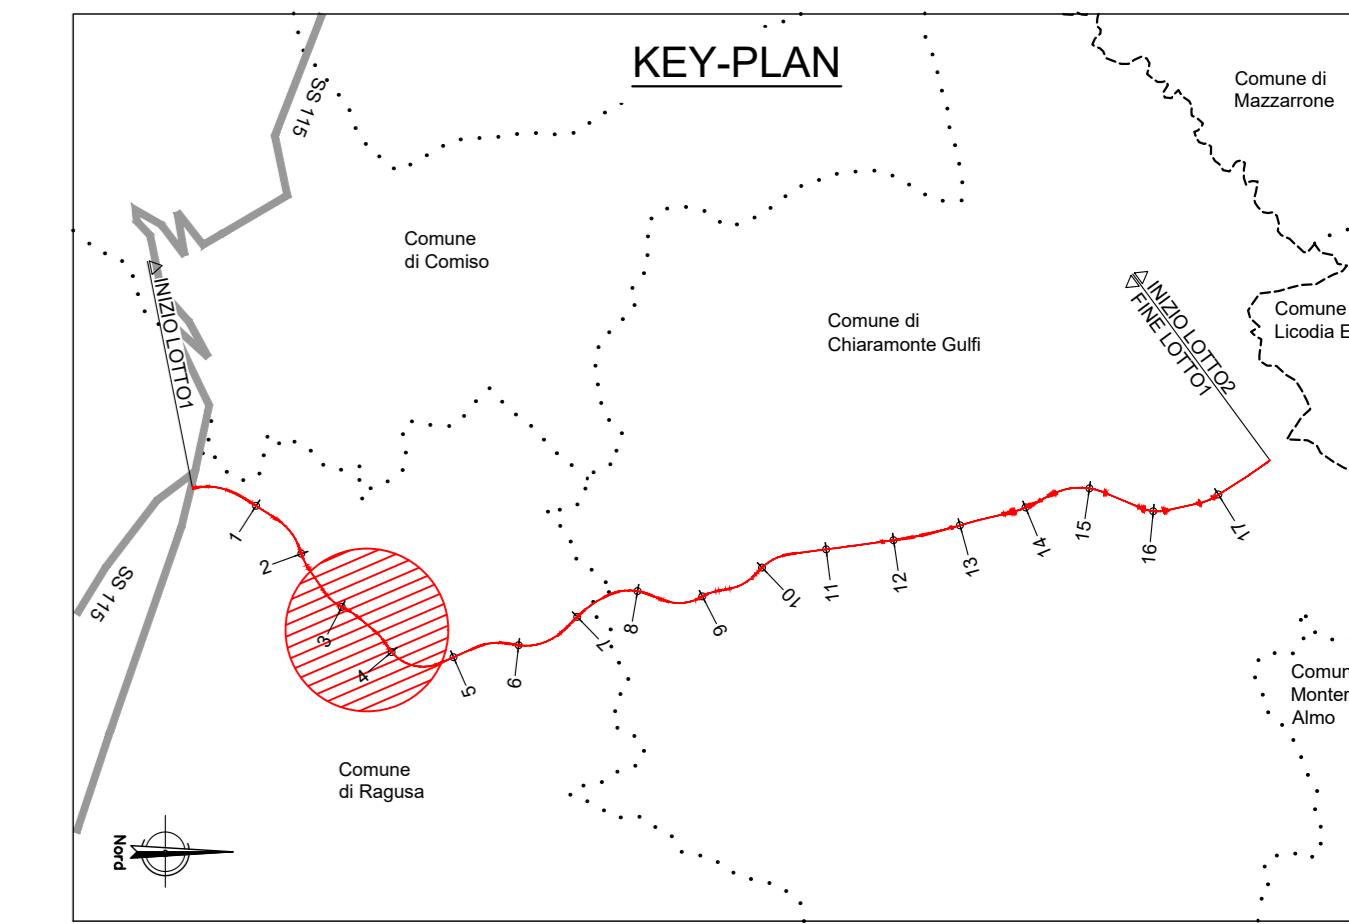 KEY-PLAN
Comune di
Mazzarrone
SS 115
Comune
di Comiso
INIZIO LOTTO1
Comune di
Chiaramonte Gulfi
INIZIO LOTTO2
FINE LOTTO1
Comune
Licodia E
SS 115
1
2
3
4
5
6
7
8
9
10
11
12
13
14
15
16
17
Comun
Monter
Almo
Comune
di Ragusa
Nord